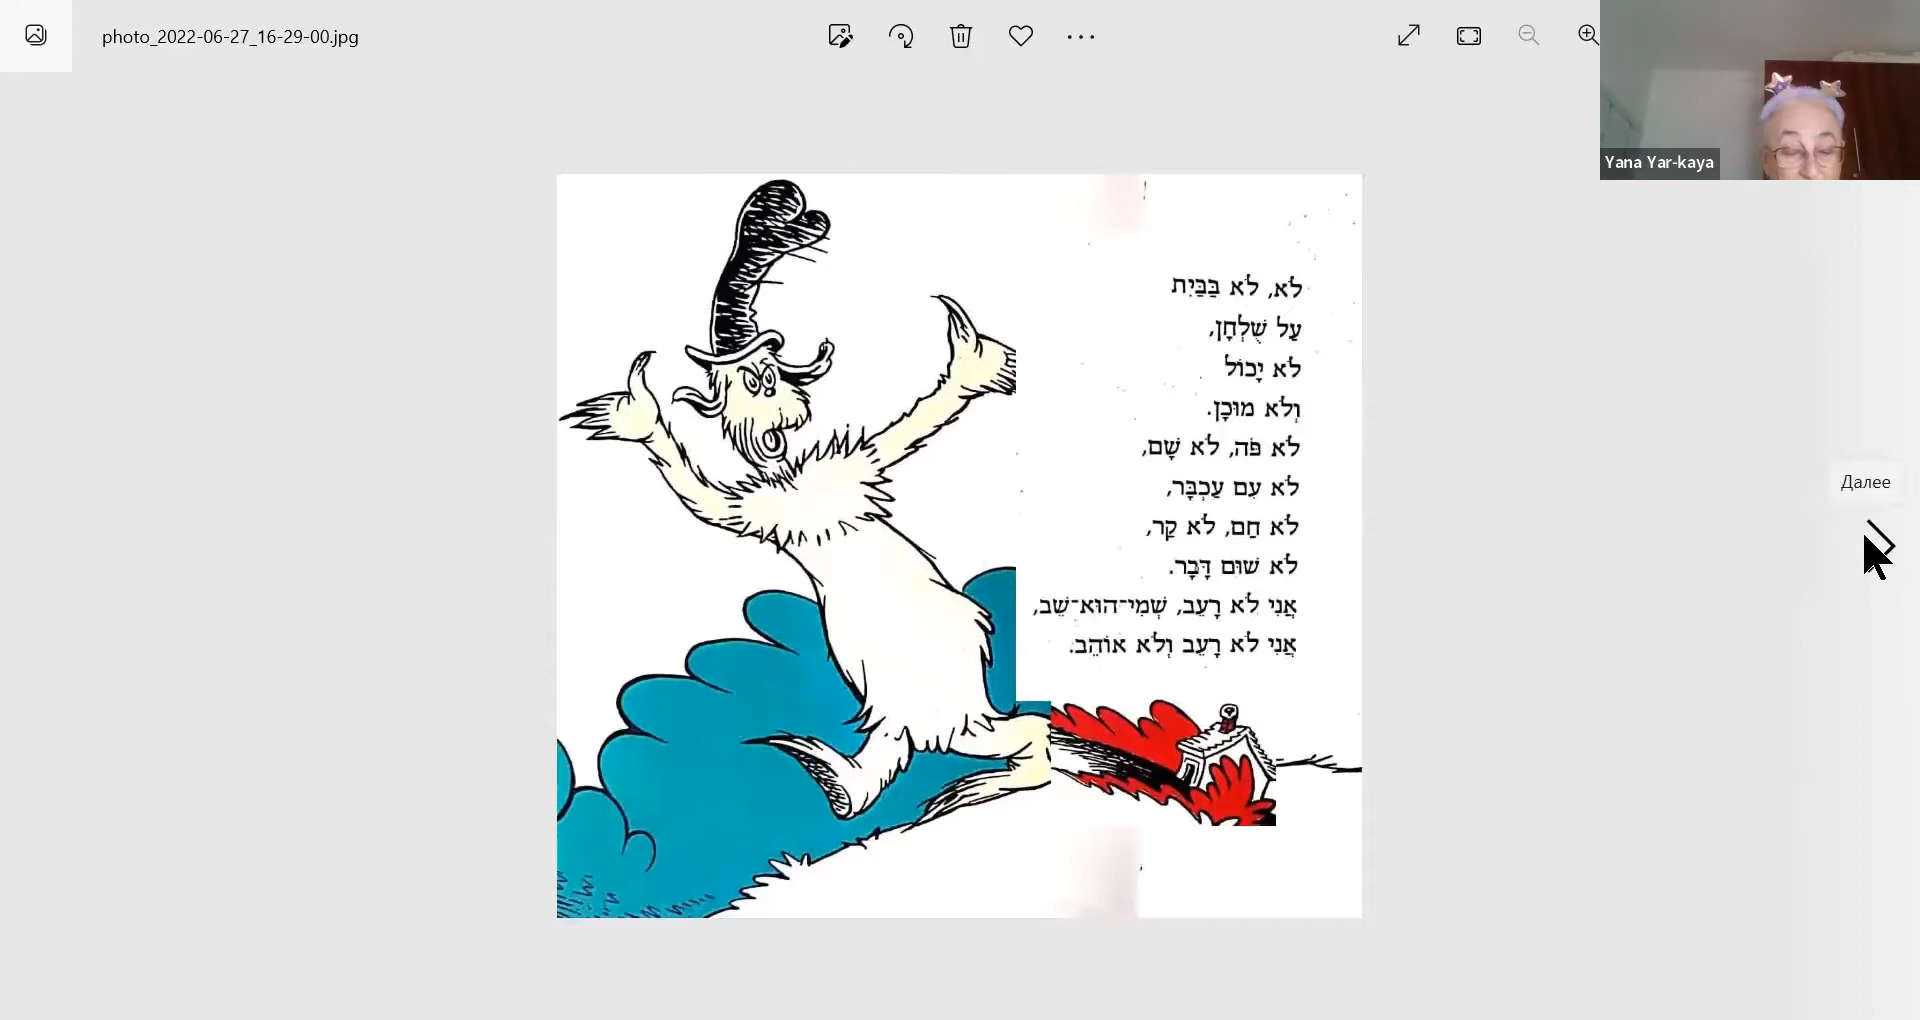 photo_2022-06-27_16-29-00.jpg
Yana Yar-kaya
לֹא, לֹא בַּבַּיִת
עַל שֻׁלְחָן,
לֹא יָכוֹל
וְלֹא מוּכָן.
לֹא פֹּה, לֹא שָׁם,
לֹא עִם עַכְבָּר,
לֹא חַם, לֹא קַר,
לֹא שׁוּם דָּבָר.
אֲנִי לֹא רָעֵב, שְׁמִי־הוּא־שֵׁב,
אֲנִי לֹא רָעֵב וְלֹא אוֹהֵב.
Далее